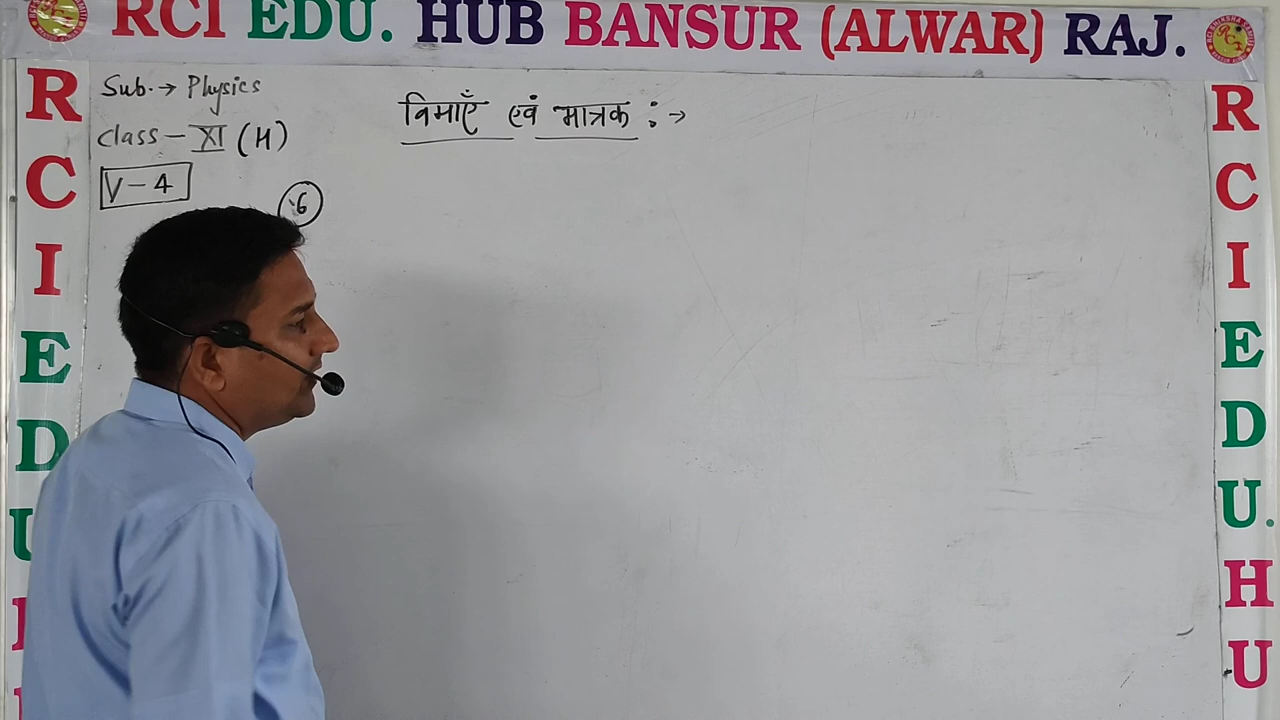 RCI EDU. HUB BANSUR (ALWAR) RAJ.
Sub.→ Physics
Class - XI (H)
V-4
6
विमाएँ एवं मात्रक :→
R
C
I
E
D
U
R
C
I
E
D
U.
H
U